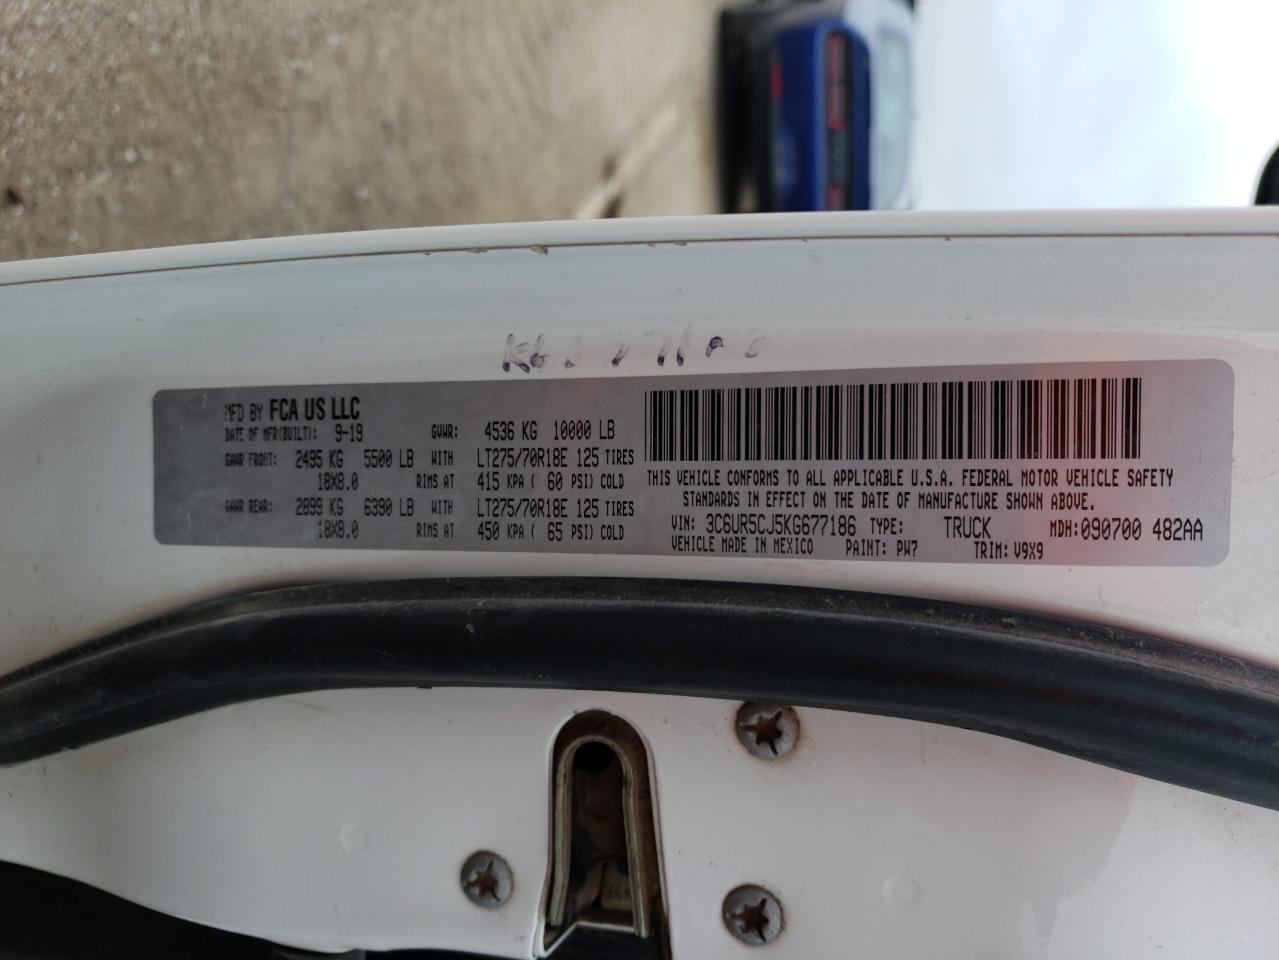 MFD BY FCA US LLC
DATE OF MFR(BUILT): 9-19 GVWR: 4536 KG 10000 LB
GAWR FRONT: 2495 KG 5500 LB WITH LT275/70R18E 125 TIRES
18X8.0 RIMS AT 415 KPA ( 60 PSI) COLD
GAWR REAR: 2899 KG 6390 LB WITH LT275/70R18E 125 TIRES
18X8.0 RIMS AT 450 KPA ( 65 PSI) COLD
THIS VEHICLE CONFORMS TO ALL APPLICABLE U.S.A. FEDERAL MOTOR VEHICLE SAFETY
STANDARDS IN EFFECT ON THE DATE OF MANUFACTURE SHOWN ABOVE.
VIN: 3C6UR5CJ5KG677186 TYPE: TRUCK MDH: 090700 482AA
VEHICLE MADE IN MEXICO PAINT: PW7 TRIM: V9X9